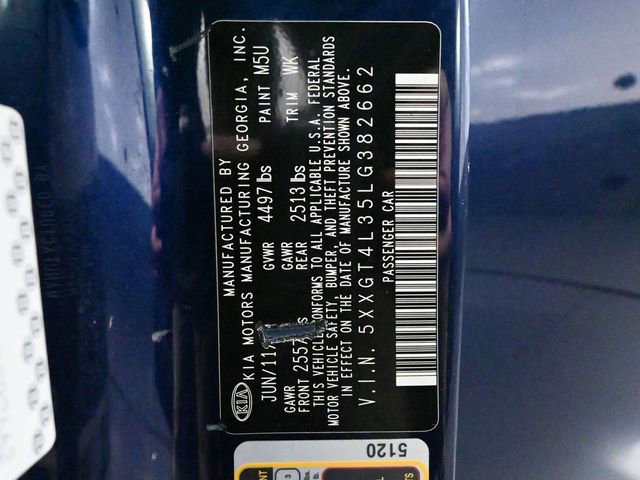 MANUFACTURED BY
KIA KIA MOTORS MANUFACTURING GEORGIA, INC.
JUN/11/ GVWR 4497 lbs PAINT M5U
GAWR FRONT 2557 GAWR REAR 2513 lbs TRIM WK
THIS VEHICLE CONFORMS TO ALL APPLICABLE U.S.A. FEDERAL
MOTOR VEHICLE SAFETY, BUMPER, AND THEFT PREVENTION STANDARDS
IN EFFECT ON THE DATE OF MANUFACTURE SHOWN ABOVE.
V.I.N. 5XXGT4L35LG382662
PASSENGER CAR
5120